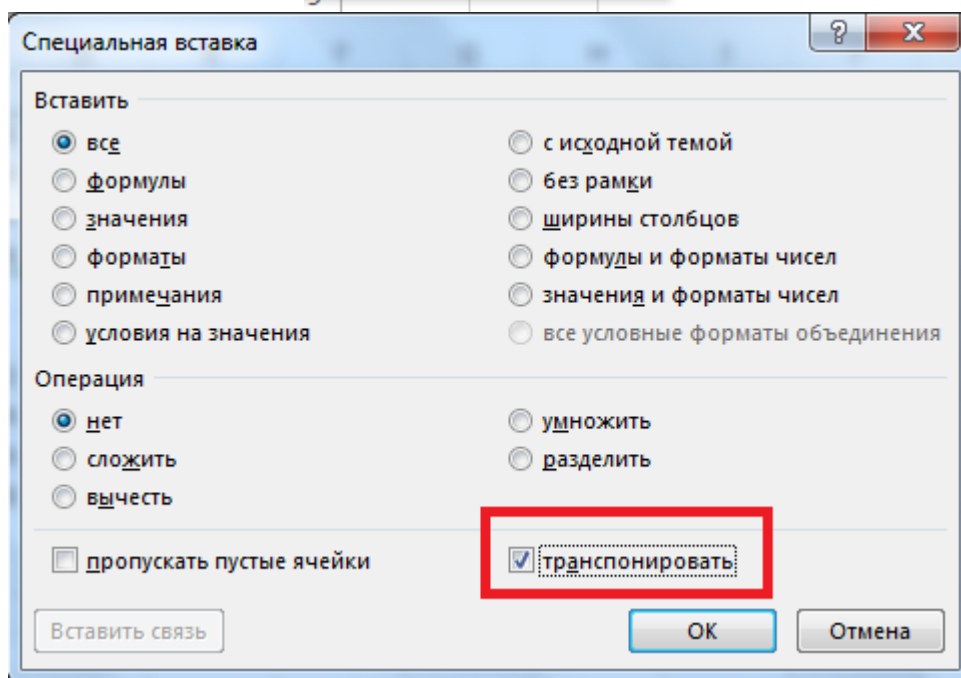 Специальная вставка
Вставить
все
с исходной темой
формулы
без рамки
значения
ширины столбцов
форматы
формулы и форматы чисел
примечания
значения и форматы чисел
условия на значения
все условные форматы объединения
Операция
нет
умножить
сложить
разделить
вычесть
пропускать пустые ячейки
транспонировать
Вставить связь
ОК
Отмена